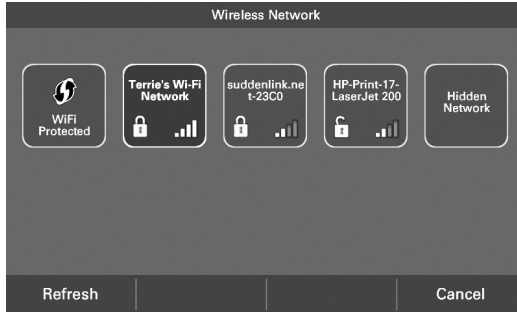 Wireless Network
WiFi
Protected
Terrie's Wi-Fi
Network
suddenlink.ne
t-23C0
HP-Print-17-
LaserJet 200
Hidden
Network
Refresh
Cancel